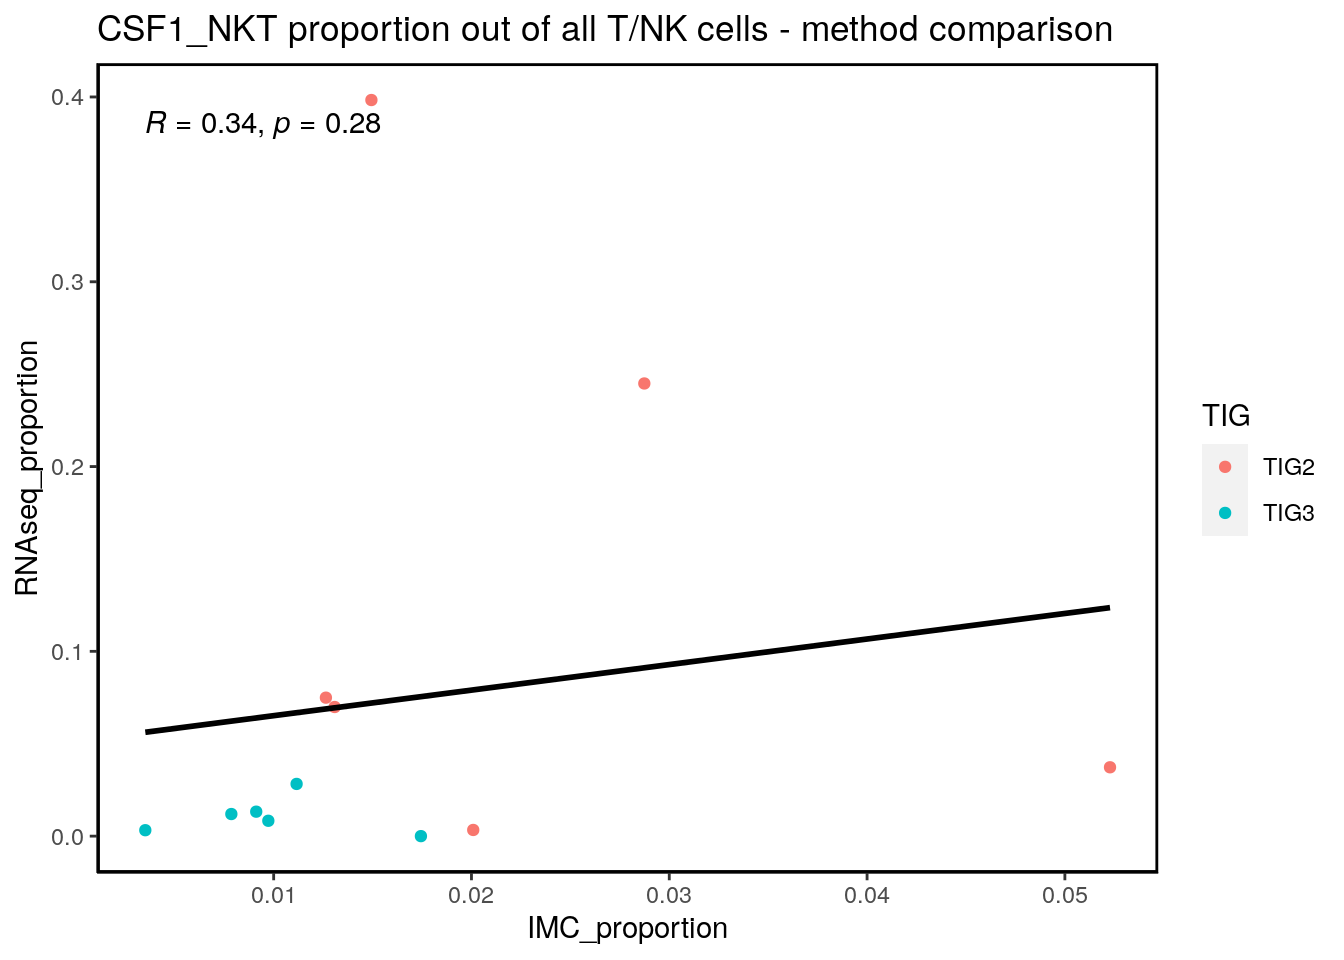 CSF1_NKT proportion out of all T/NK cells - method comparison
R = 0.34, p = 0.28
0.4
0.3
0.2
0.1
0.0
RNAseq_proportion
0.01 0.02 0.03 0.04 0.05
IMC_proportion
TIG
TIG2
TIG3